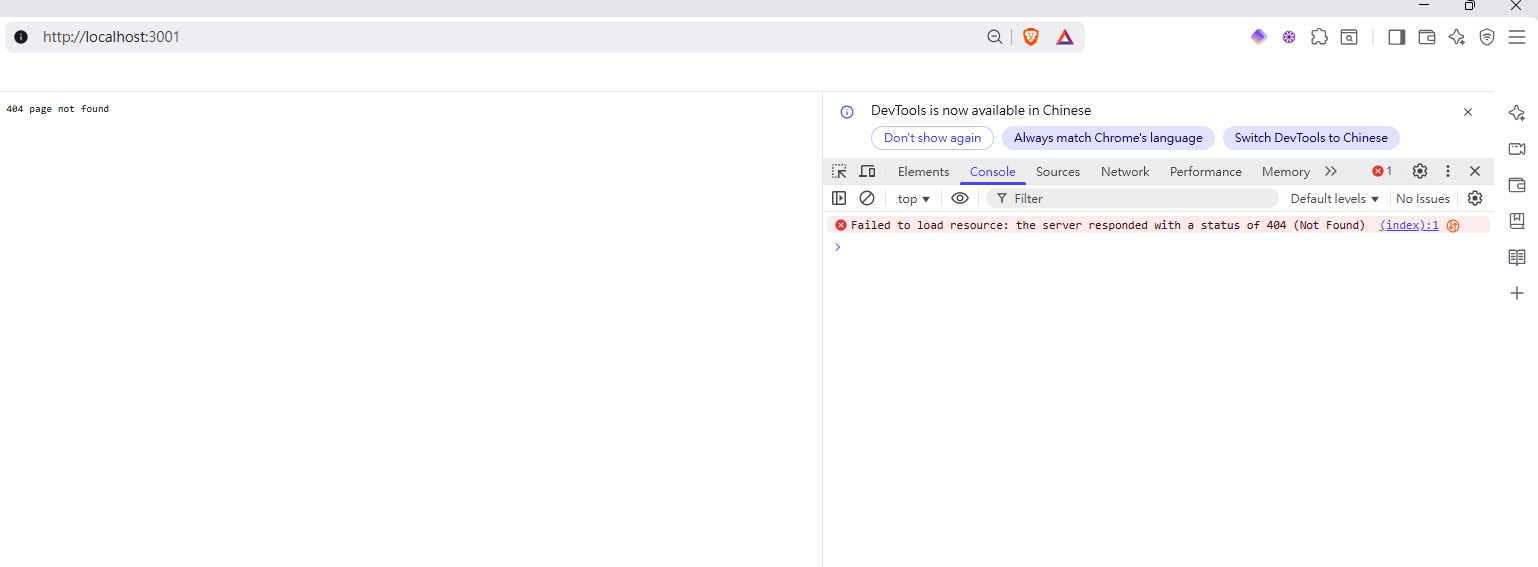 http://localhost:3001
404 page not found
DevTools is now available in Chinese
Don't show again Always match Chrome's language Switch DevTools to Chinese
Elements Console Sources Network Performance Memory 1
top Filter Default levels No Issues
Failed to load resource: the server responded with a status of 404 (Not Found) (index):1